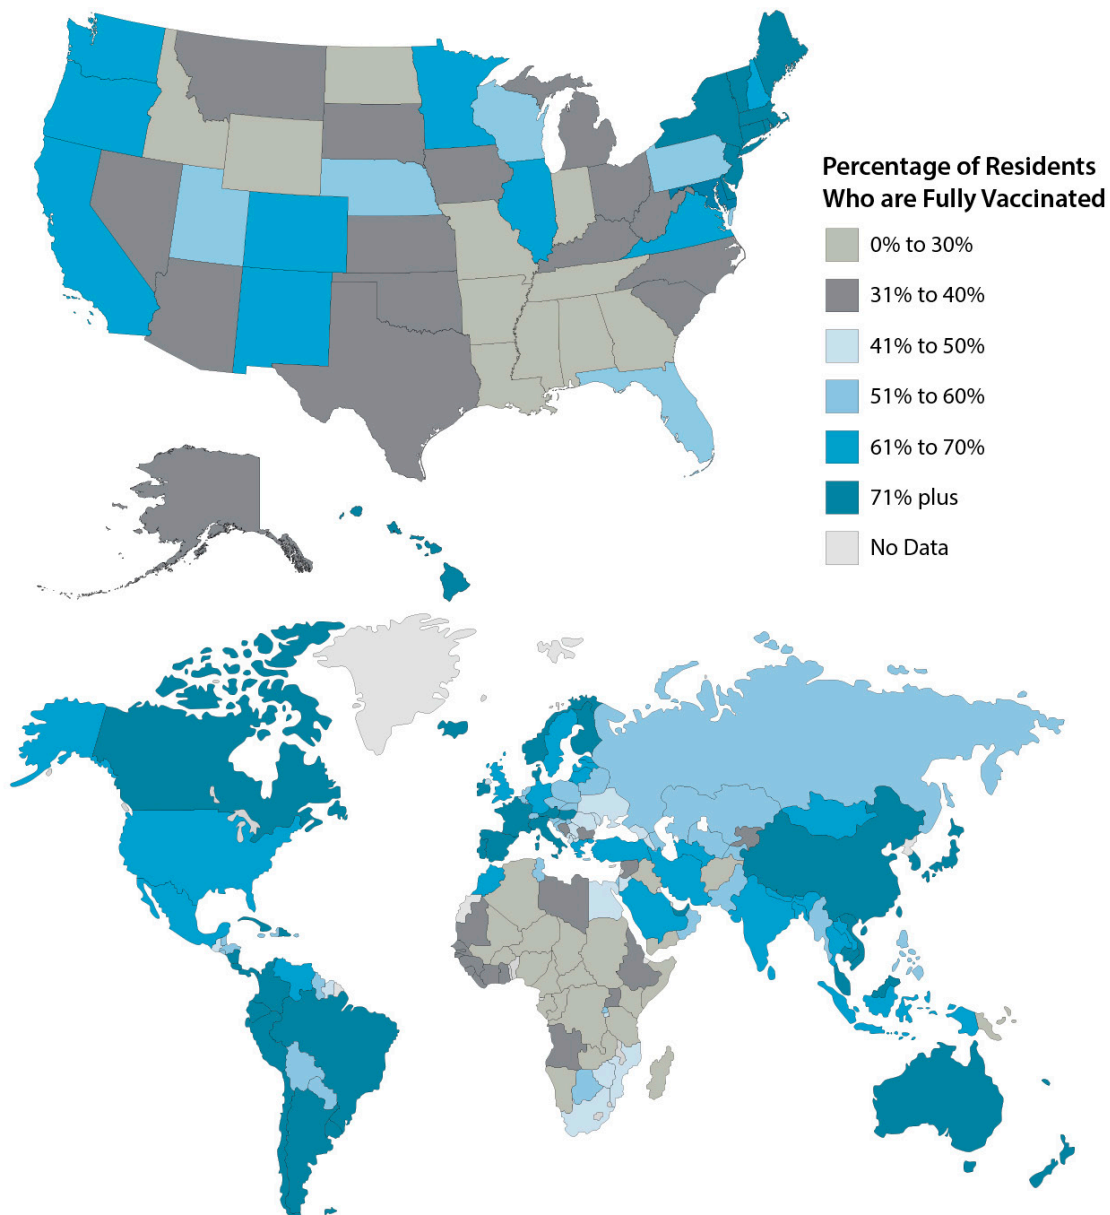 Percentage of Residents
Who are Fully Vaccinated
0% to 30%
31% to 40%
41% to 50%
51% to 60%
61% to 70%
71% plus
No Data